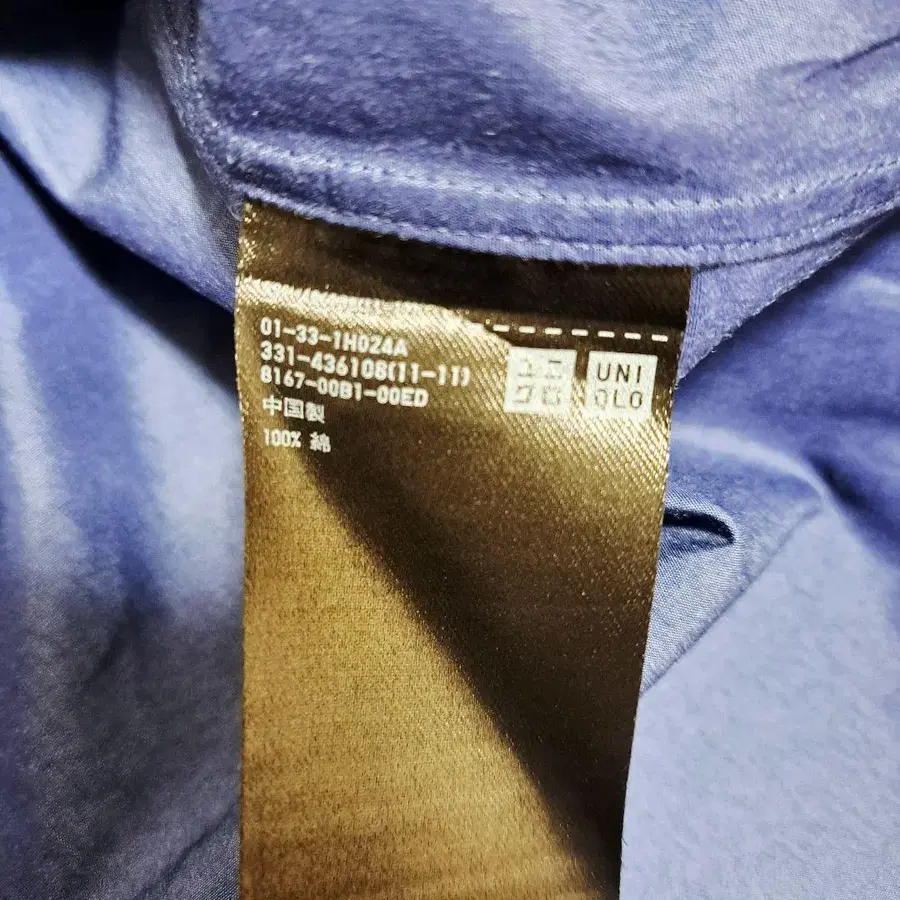 01-33-1H0Z4A
331-436108(11-11)
8167-00B1-00ED
中国製
100% 綿
ユニ
クロ
UNI
QLO